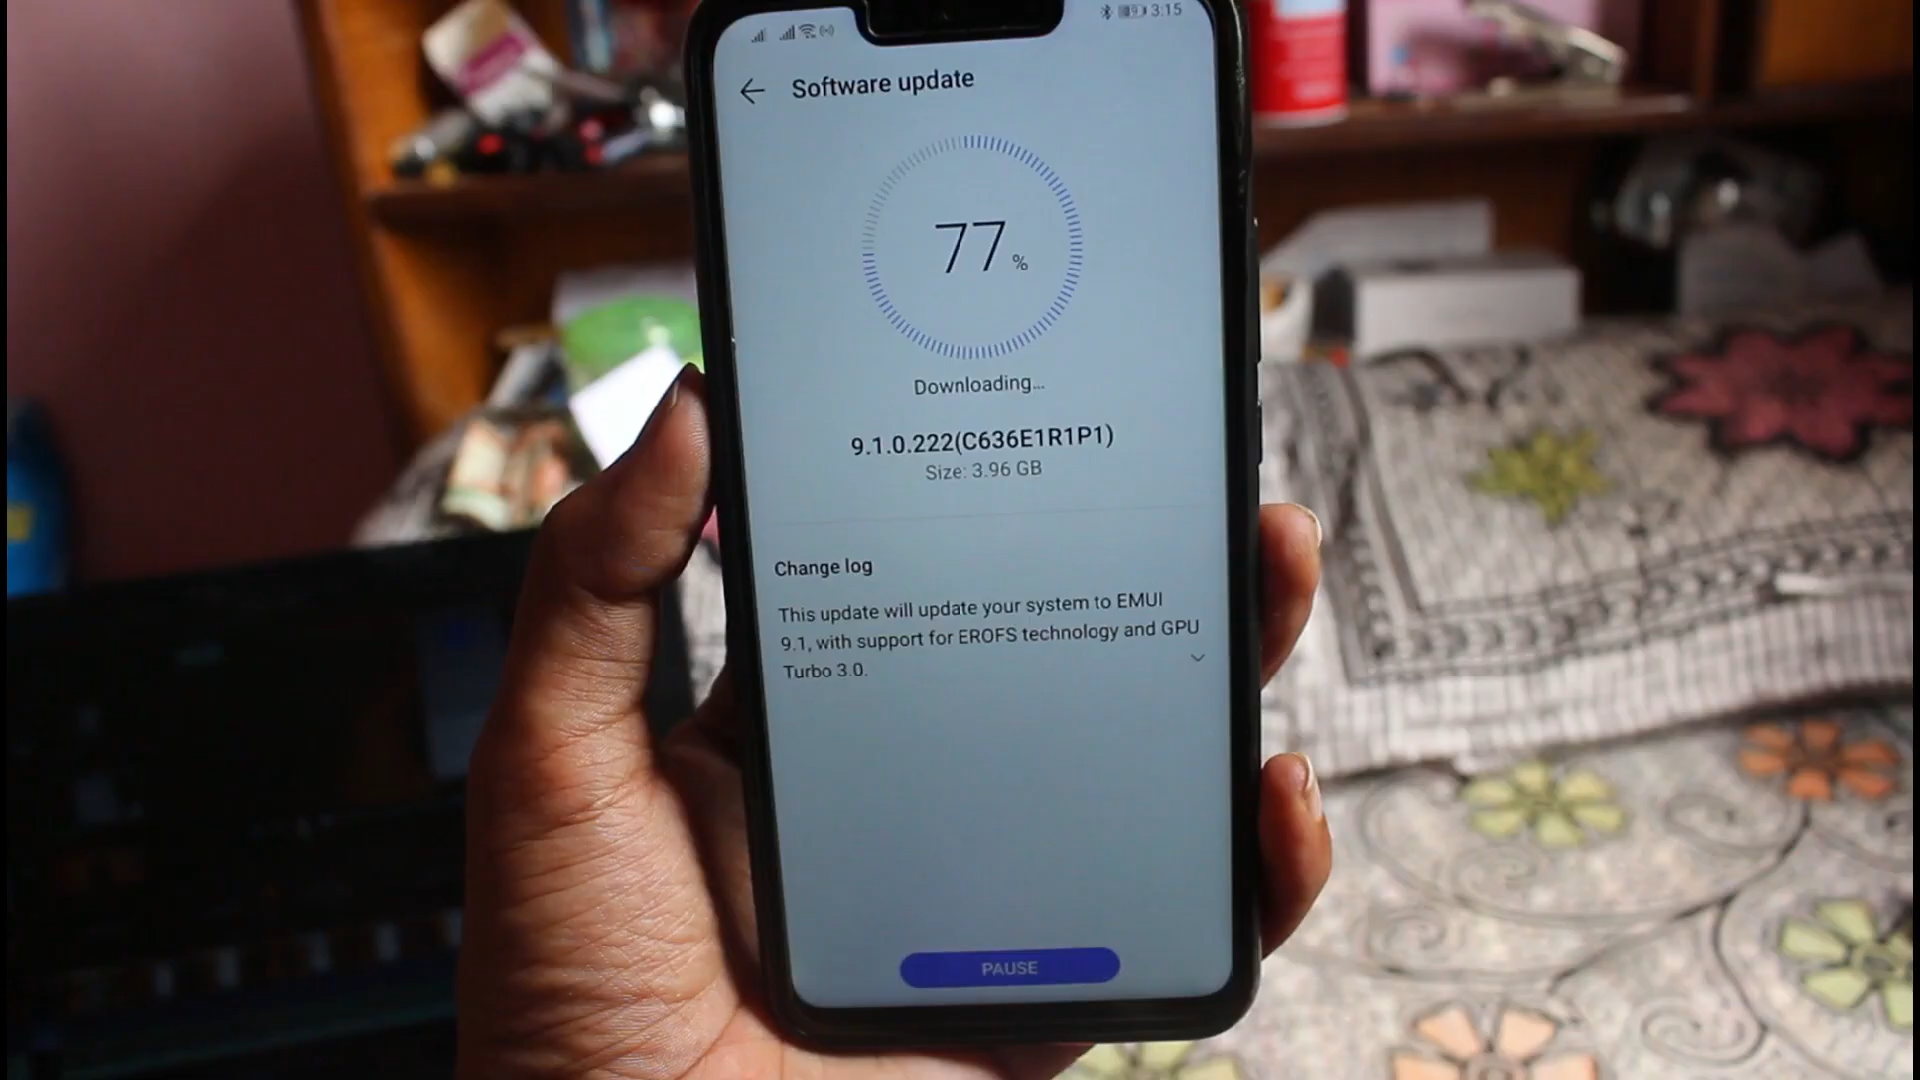 3:15
Software update
77 %
Downloading...
9.1.0.222(C636E1R1P1)
Size: 3.96 GB
Change log
This update will update your system to EMUI
9.1, with support for EROFS technology and GPU
Turbo 3.0.
PAUSE